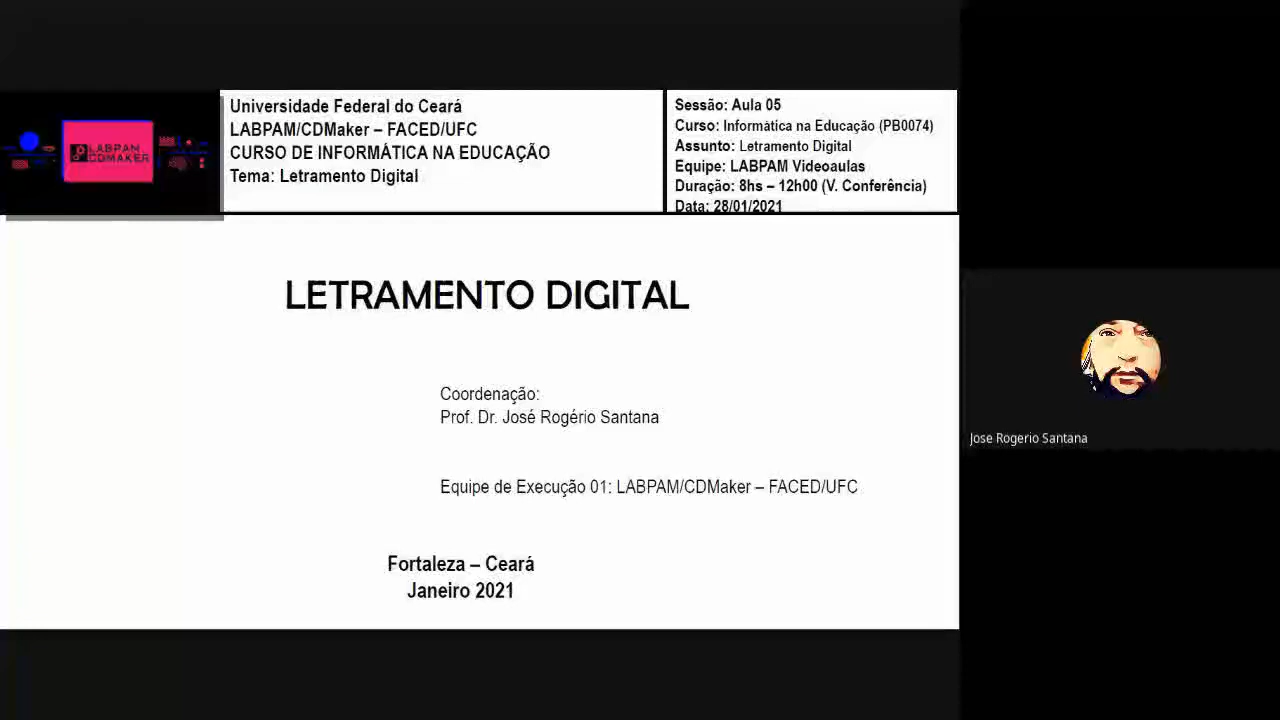 LABPAM
CDMAKER
Universidade Federal do Ceará
LABPAM/CDMaker – FACED/UFC
CURSO DE INFORMÁTICA NA EDUCAÇÃO
Tema: Letramento Digital
Sessão: Aula 05
Curso: Informática na Educação (PB0074)
Assunto: Letramento Digital
Equipe: LABPAM Videoaulas
Duração: 8hs – 12h00 (V. Conferência)
Data: 28/01/2021
LETRAMENTO DIGITAL
Coordenação:
Prof. Dr. José Rogério Santana
Equipe de Execução 01: LABPAM/CDMaker – FACED/UFC
Fortaleza – Ceará
Janeiro 2021
Jose Rogerio Santana